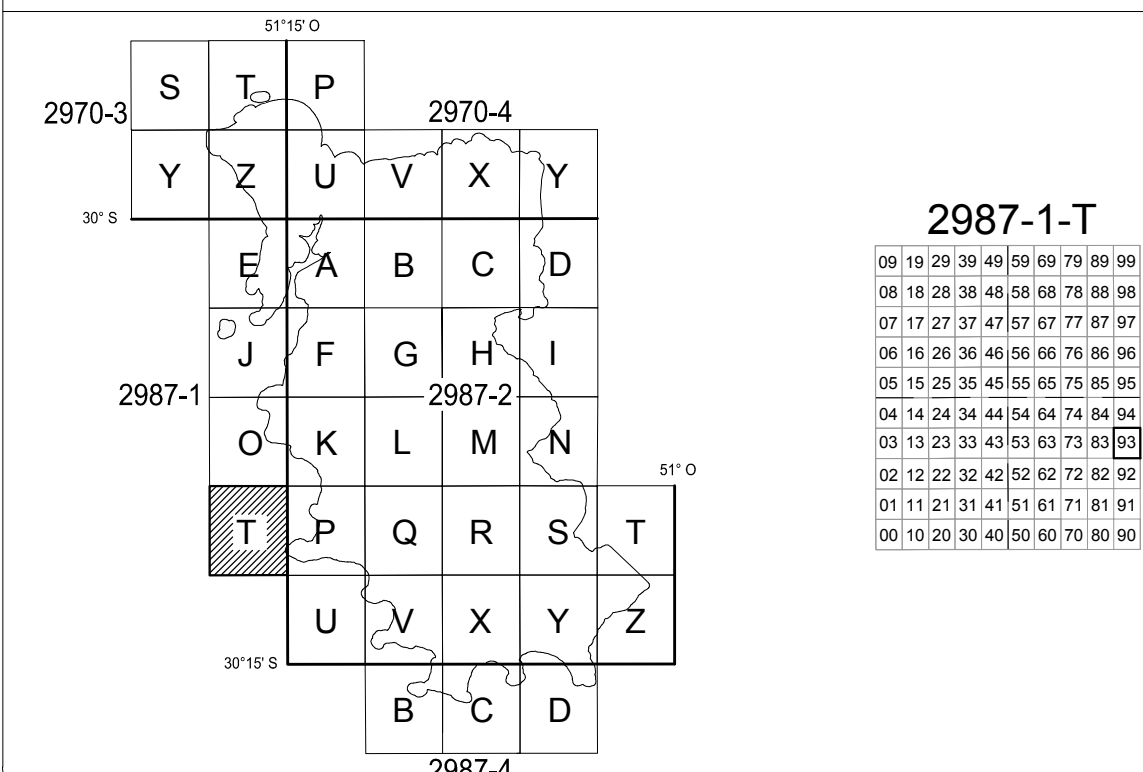 51°15' O
S T P
2970-3 2970-4
Y Z U V X Y
30° S
E A B C D
J F G H I
2987-1 2987-2
O K L M N
51° O
T P Q R S T
U V X Y Z
30°15' S
B C D
2987-4
2987-1-T
09 19 29 39 49 59 69 79 89 99
08 18 28 38 48 58 68 78 88 98
07 17 27 37 47 57 67 77 87 97
06 16 26 36 46 56 66 76 86 96
05 15 25 35 45 55 65 75 85 95
04 14 24 34 44 54 64 74 84 94
03 13 23 33 43 53 63 73 83 93
02 12 22 32 42 52 62 72 82 92
01 11 21 31 41 51 61 71 81 91
00 10 20 30 40 50 60 70 80 90